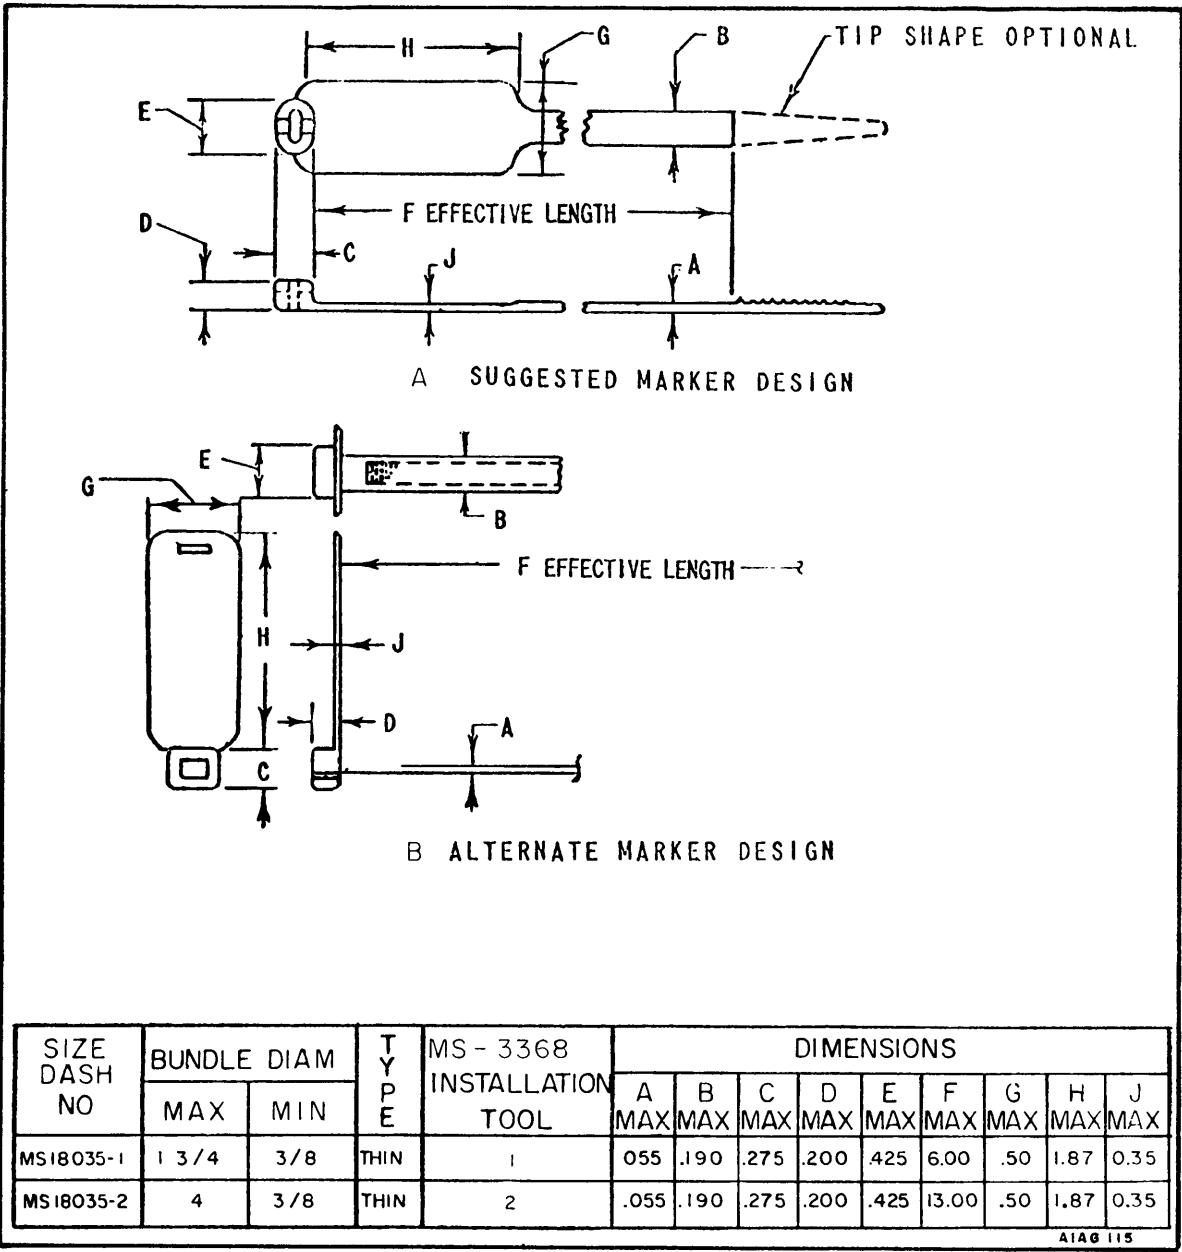 H G B TIP SHAPE OPTIONAL
E
F EFFECTIVE LENGTH
D
C J A
A SUGGESTED MARKER DESIGN
E
G
B
F EFFECTIVE LENGTH
H
J
D A
C
B ALTERNATE MARKER DESIGN
SIZE DASH NO BUNDLE DIAM TYPE MS-3368 INSTALLATION TOOL DIMENSIONS
MAX MIN A MAX B MAX C MAX D MAX E MAX F MAX G MAX H MAX J MAX
MS18035-1 1 3/4 3/8 THIN 1 055 .190 .275 .200 .425 6.00 .50 1.87 0.35
MS18035-2 4 3/8 THIN 2 .055 .190 .275 .200 .425 13.00 .50 1.87 0.35
AIAG 115